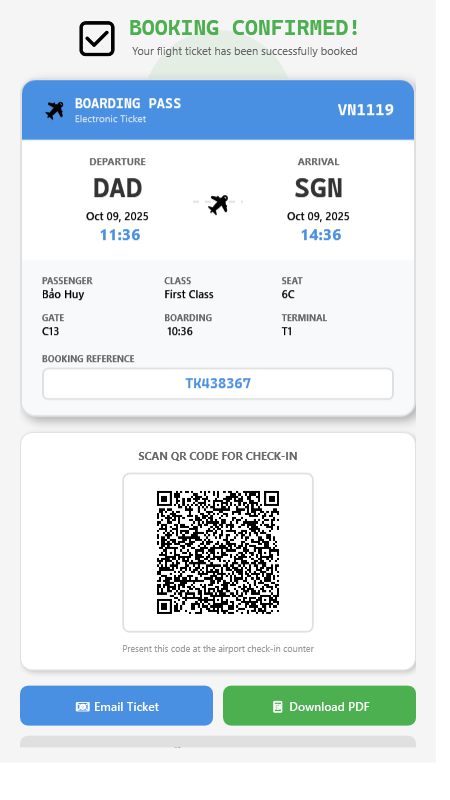 BOOKING CONFIRMED!
Your flight ticket has been successfully booked
BOARDING PASS
Electronic Ticket
VN1119
DEPARTURE
DAD
Oct 09, 2025
11:36
ARRIVAL
SGN
Oct 09, 2025
14:36
PASSENGER
Bảo Huy
CLASS
First Class
SEAT
6C
GATE
C13
BOARDING
10:36
TERMINAL
T1
BOOKING REFERENCE
TK438367
SCAN QR CODE FOR CHECK-IN
Present this code at the airport check-in counter
Email Ticket
Download PDF